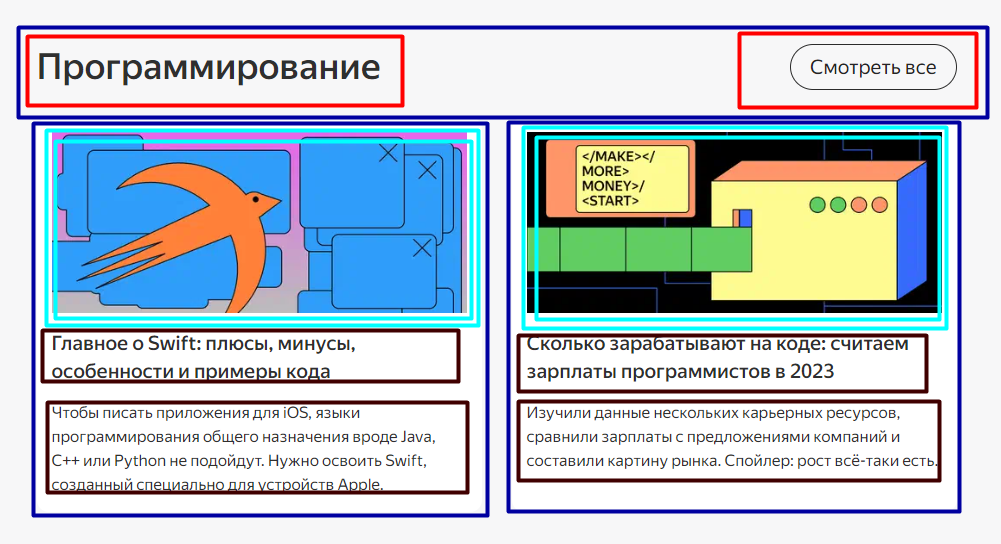 Программирование
Смотреть все
</MAKE></
MORE>
MONEY>/
<START>
Главное о Swift: плюсы, минусы,
особенности и примеры кода
Сколько зарабатывают на коде: считаем
зарплаты программистов в 2023
Чтобы писать приложения для iOS, языки
программирования общего назначения вроде Java,
C++ или Python не подойдут. Нужно освоить Swift,
созданный специально для устройств Apple.
Изучили данные нескольких карьерных ресурсов,
сравнили зарплаты с предложениями компаний и
составили картину рынка. Спойлер: рост всё-таки есть.